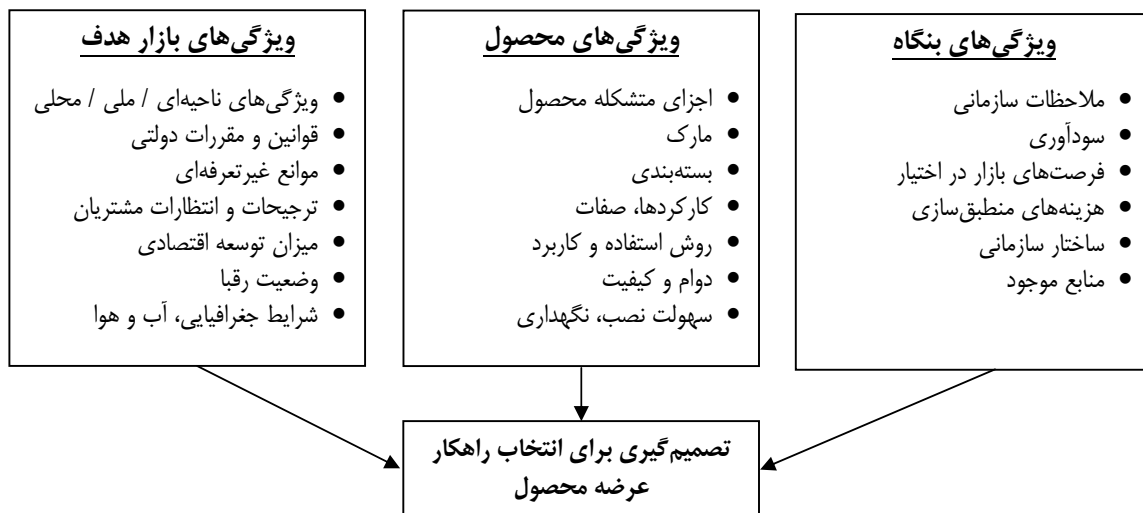 ویژگی‌های بنگاه
• ملاحظات سازمانی
• سودآوری
• فرصت‌های بازار در اختیار
• هزینه‌های منطبق‌سازی
• ساختار سازمانی
• منابع موجود
ویژگی‌های محصول
• اجزای متشکله محصول
• مارک
• بسته‌بندی
• کارکردها، صفات
• روش استفاده و کاربرد
• دوام و کیفیت
• سهولت نصب، نگهداری
ویژگی‌های بازار هدف
• ویژگی‌های ناحیه‌ای / ملی / محلی
• قوانین و مقررات دولتی
• موانع غیرتعرفه‌ای
• ترجیحات و انتظارات مشتریان
• میزان توسعه اقتصادی
• وضعیت رقبا
• شرایط جغرافیایی، آب و هوا
تصمیم‌گیری برای انتخاب راهکار
عرضه محصول